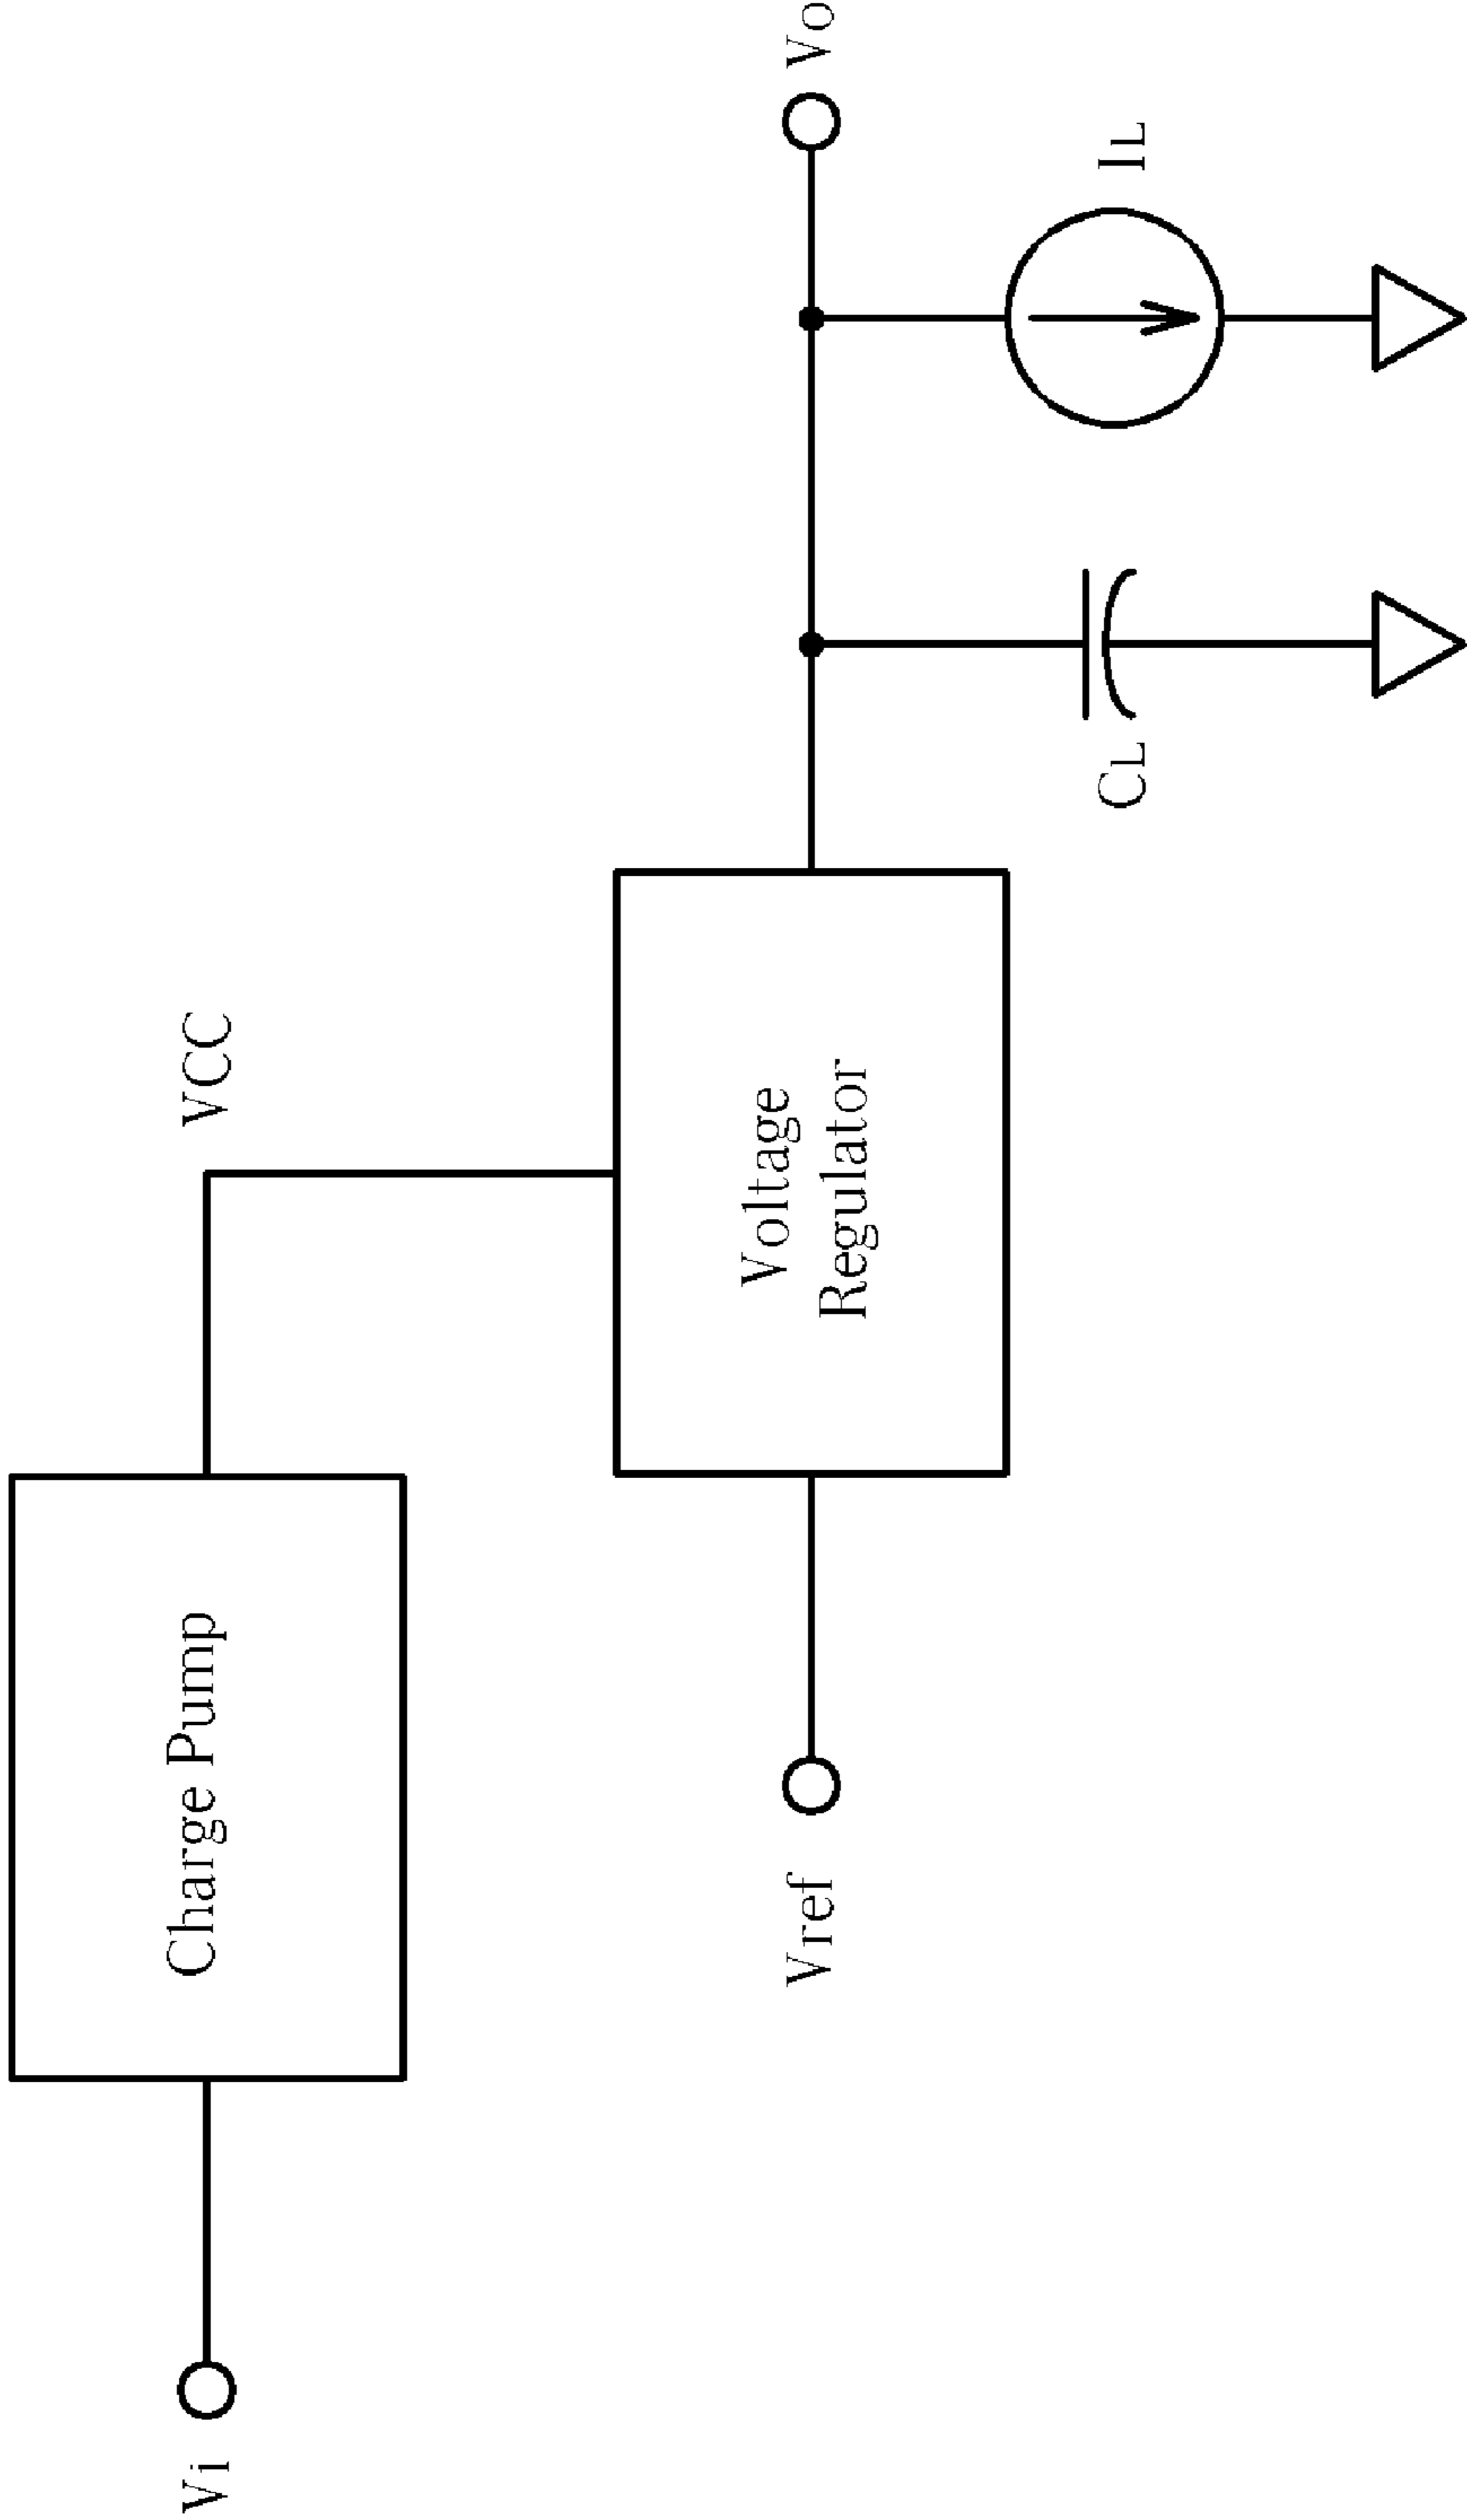 Vi
Charge Pump
VCC
Vref
Voltage
Regulator
Vo
CL
IL